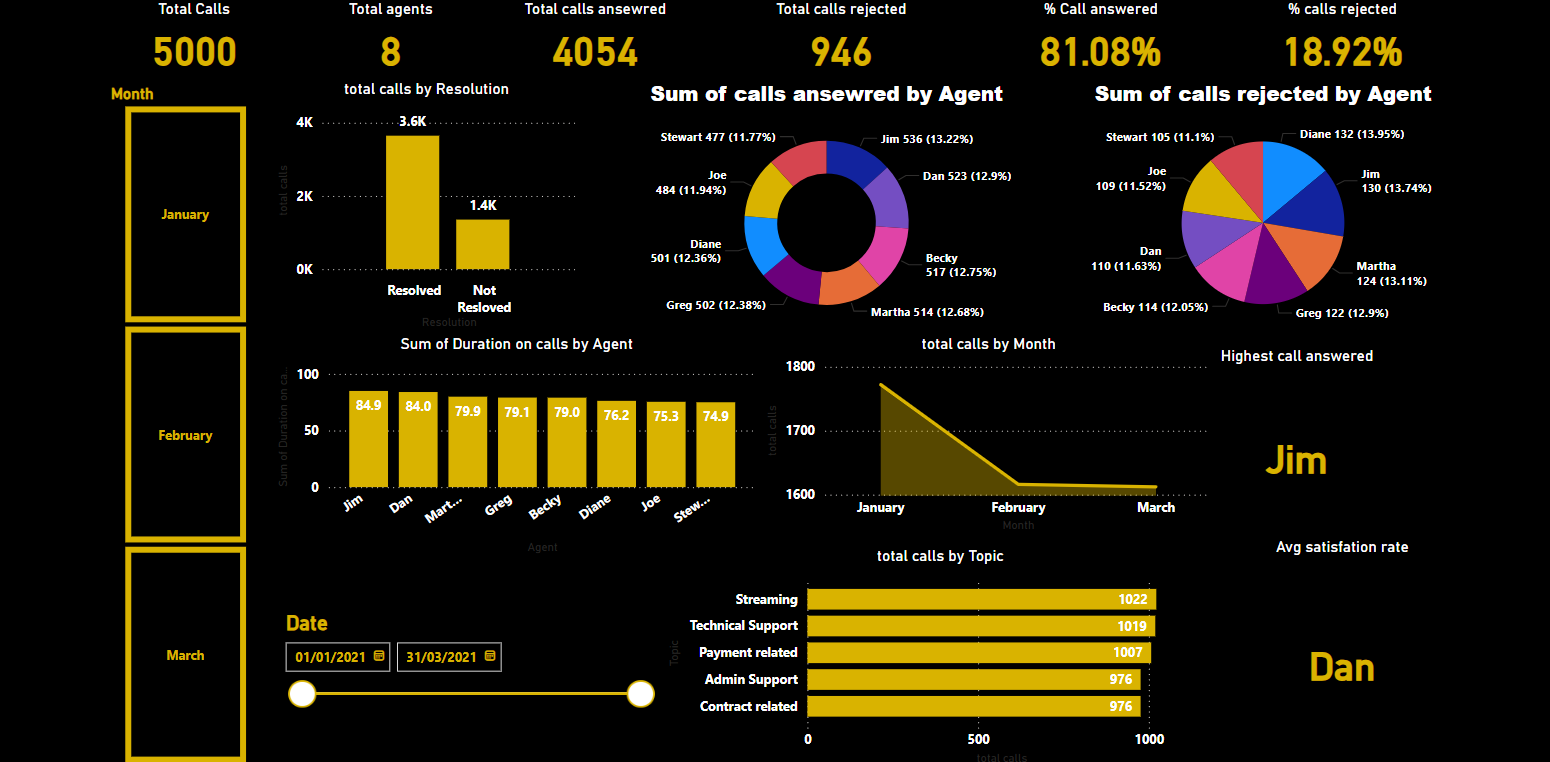 Total Calls
5000
Total agents
8
Total calls ansewred
4054
Total calls rejected
946
% Call answered
81.08%
% calls rejected
18.92%
Month
January
February
March
total calls by Resolution
total calls
4K
2K
0K
3.6K
1.4K
Resolved
Not
Resloved
Resolution
Sum of calls ansewred by Agent
Stewart 477 (11.77%)
Jim 536 (13.22%)
Joe
484 (11.94%)
Dan 523 (12.9%)
Diane
501 (12.36%)
Becky
517 (12.75%)
Greg 502 (12.38%)
Martha 514 (12.68%)
Sum of calls rejected by Agent
Stewart 105 (11.1%)
Diane 132 (13.95%)
Joe
109 (11.52%)
Jim
130 (13.74%)
Dan
110 (11.63%)
Martha
124 (13.11%)
Becky 114 (12.05%)
Greg 122 (12.9%)
Sum of Duration on calls by Agent
Sum of Duration on ca...
100
50
0
84.9
84.0
79.9
79.1
79.0
76.2
75.3
74.9
Jim
Dan
Mart...
Greg
Becky
Diane
Joe
Stew...
Agent
total calls by Month
total calls
1800
1700
1600
January
February
March
Month
Highest call answered
Jim
Date
01/01/2021
31/03/2021
total calls by Topic
Topic
Streaming
1022
Technical Support
1019
Payment related
1007
Admin Support
976
Contract related
976
0
500
1000
total calls
Avg satisfation rate
Dan